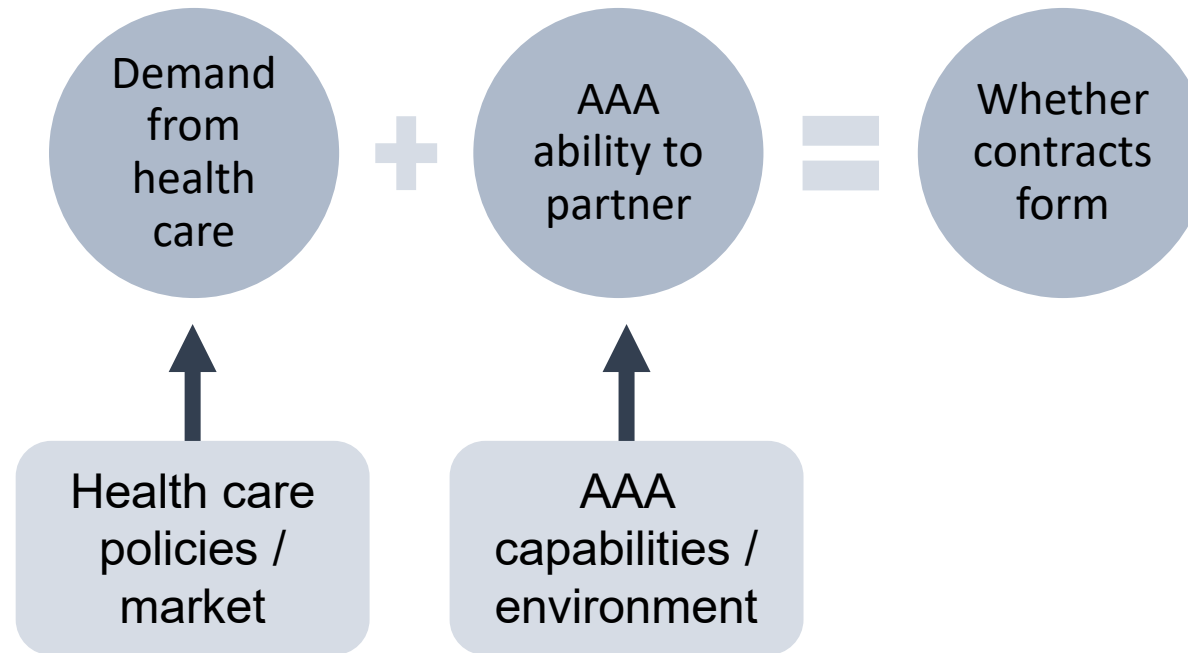 Demand
from
health
care
AAA
ability to
partner
Whether
contracts
form
Health care
policies /
market
AAA
capabilities /
environment